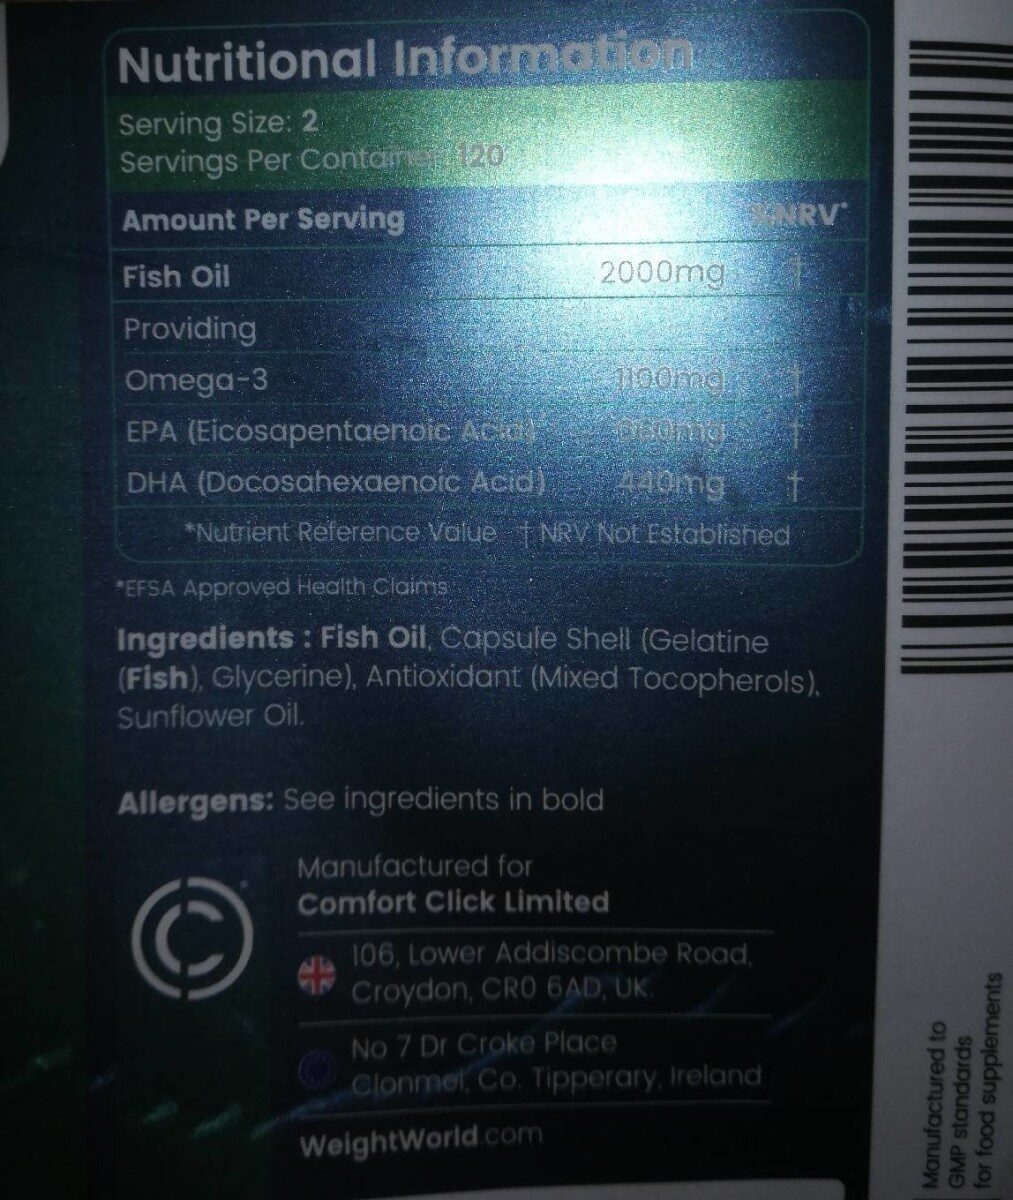 Nutritional Information
Serving Size: 2
Servings Per Container: 120
Amount Per Serving %NRV*
Fish Oil 2000mg †
Providing
Omega-3 1100mg †
EPA (Eicosapentaenoic Acid) 660mg †
DHA (Docosahexaenoic Acid) 440mg †
*Nutrient Reference Value † NRV Not Established
*EFSA Approved Health Claims
Ingredients : Fish Oil, Capsule Shell (Gelatine
(Fish), Glycerine), Antioxidant (Mixed Tocopherols),
Sunflower Oil.
Allergens: See ingredients in bold
Manufactured for
Comfort Click Limited
106, Lower Addiscombe Road,
Croydon, CR0 6AD, UK.
No 7 Dr Croke Place
Clonmel, Co. Tipperary, Ireland
WeightWorld.com
Manufactured to
GMP standards
for food supplements